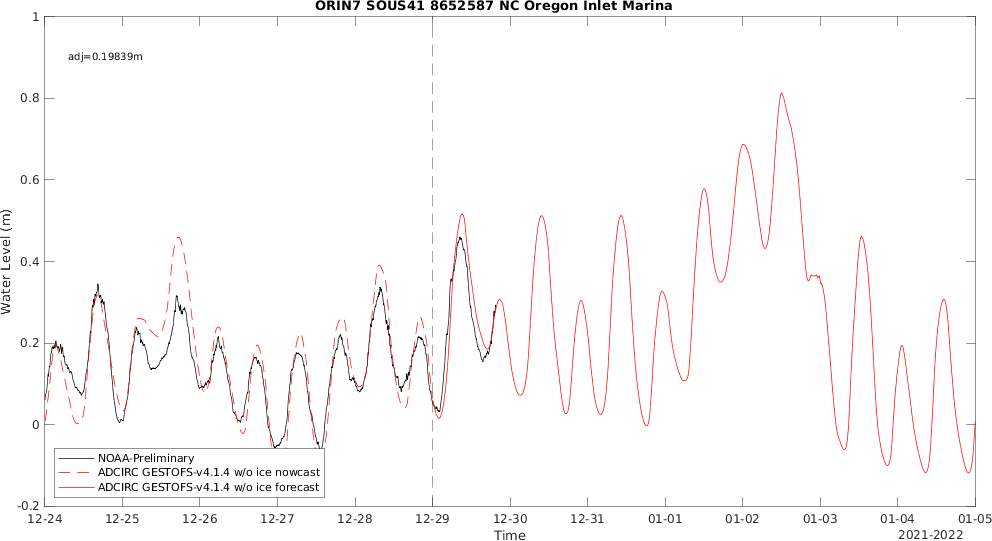 ORIN7 SOUS41 8652587 NC Oregon Inlet Marina
1
adj=0.19839m
0.8
0.6
0.4
0.2
0
-0.2
Water Level (m)
NOAA-Preliminary
ADCIRC GESTOFS-v4.1.4 w/o ice nowcast
ADCIRC GESTOFS-v4.1.4 w/o ice forecast
12-24 12-25 12-26 12-27 12-28 12-29 12-30 12-31 01-01 01-02 01-03 01-04 01-05
Time
2021-2022